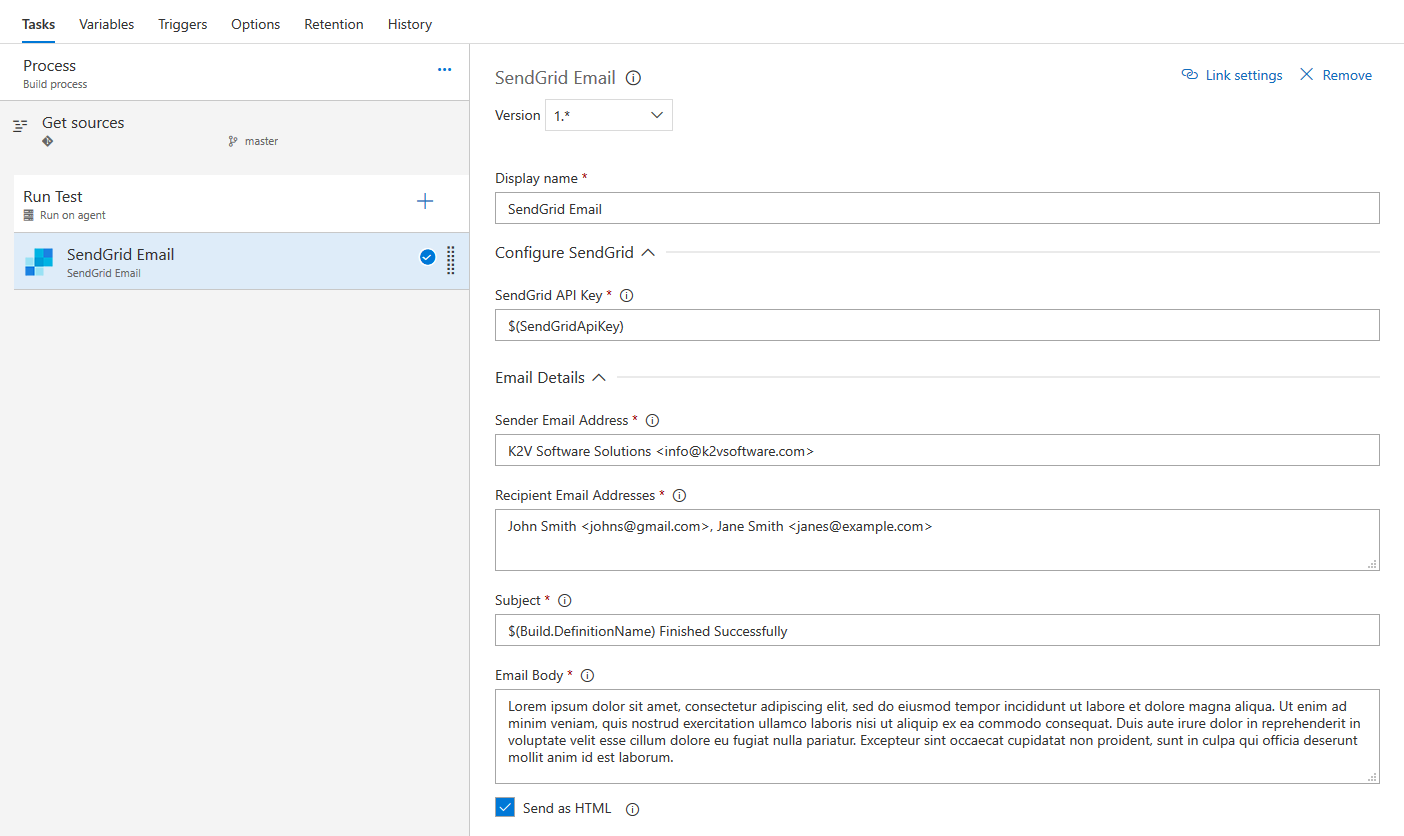 Tasks Variables Triggers Options Retention History
Process
Build process
Get sources
master
Run Test
Run on agent
SendGrid Email
SendGrid Email
SendGrid Email
Link settings
Remove
Version 1.*
Display name *
SendGrid Email
Configure SendGrid
SendGrid API Key *
$(SendGridApiKey)
Email Details
Sender Email Address *
K2V Software Solutions <info@k2vsoftware.com>
Recipient Email Addresses *
John Smith <johns@gmail.com>, Jane Smith <janes@example.com>
Subject *
$(Build.DefinitionName) Finished Successfully
Email Body *
Lorem ipsum dolor sit amet, consectetur adipiscing elit, sed do eiusmod tempor incididunt ut labore et dolore magna aliqua. Ut enim ad
minim veniam, quis nostrud exercitation ullamco laboris nisi ut aliquip ex ea commodo consequat. Duis aute irure dolor in reprehenderit in
voluptate velit esse cillum dolore eu fugiat nulla pariatur. Excepteur sint occaecat cupidatat non proident, sunt in culpa qui officia deserunt
mollit anim id est laborum.
Send as HTML